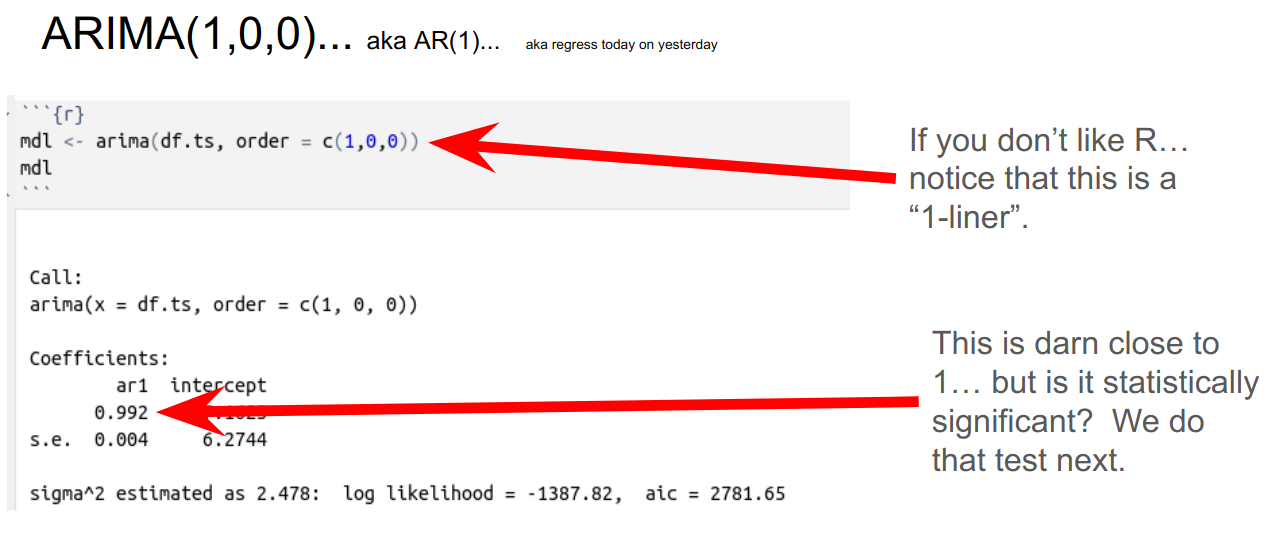 ARIMA(1,0,0)... aka AR(1)... aka regress today on yesterday
```{r}
mdl <- arima(df.ts, order = c(1,0,0))
mdl
```
If you don’t like R…
notice that this is a
“1-liner”.
Call:
arima(x = df.ts, order = c(1, 0, 0))
Coefficients:
ar1 intercept
0.992
s.e. 0.004 6.2744
sigma^2 estimated as 2.478: log likelihood = -1387.82, aic = 2781.65
This is darn close to
1… but is it statistically
significant? We do
that test next.